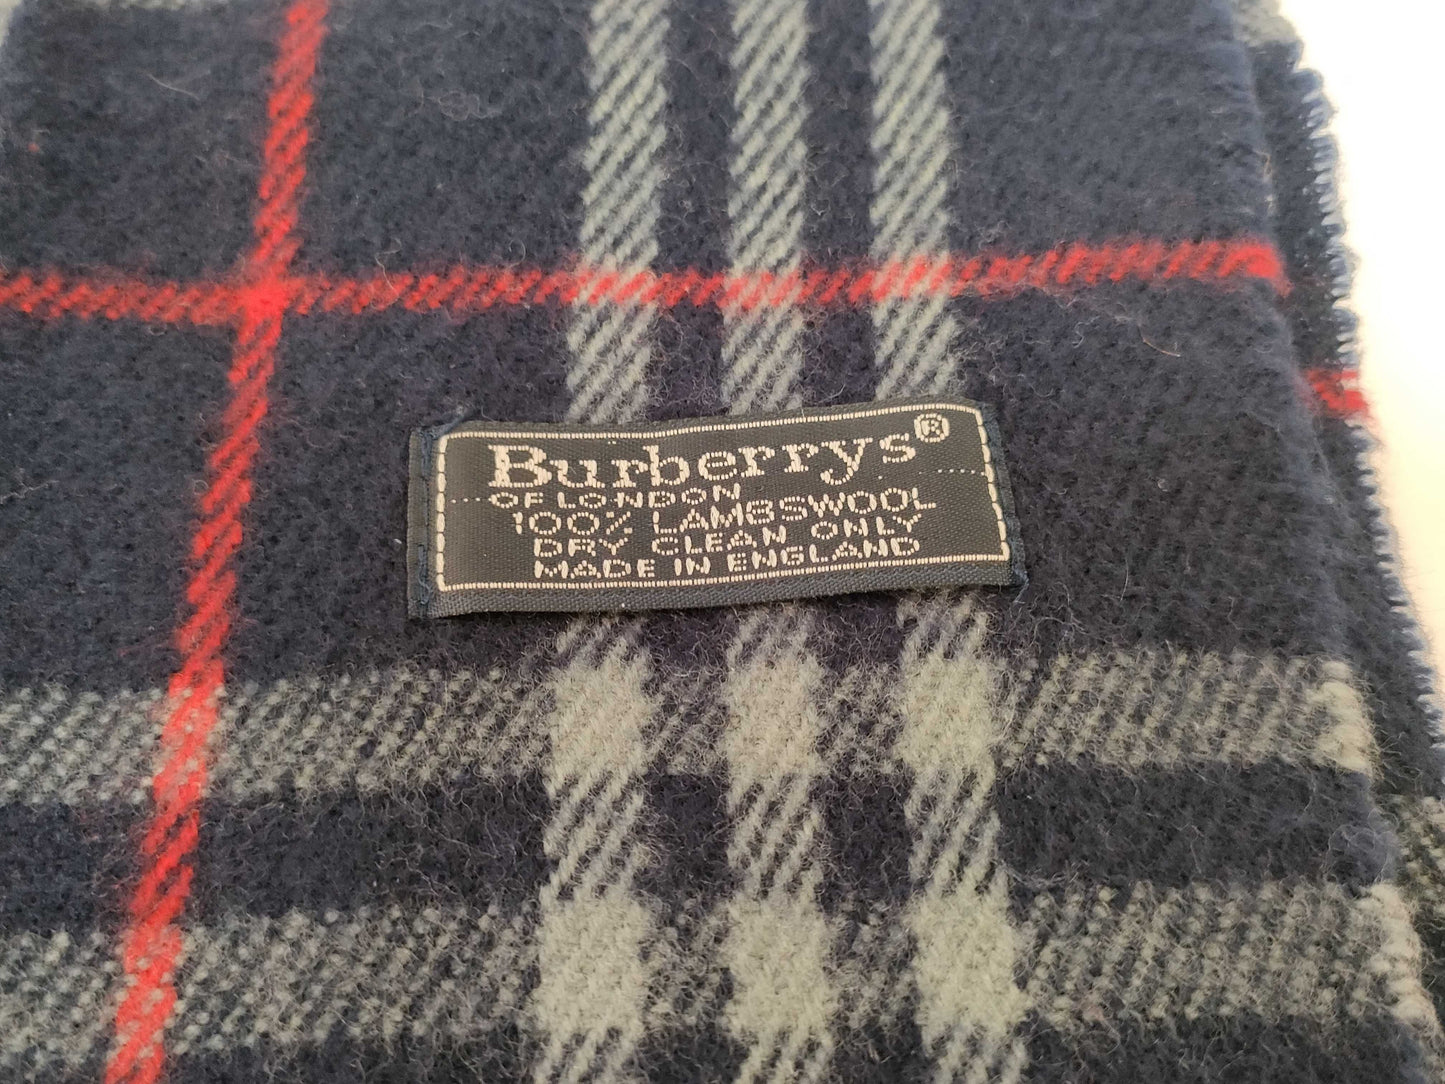 Burberrys®
OF LONDON
100% LAMBSWOOL
DRY CLEAN ONLY
MADE IN ENGLAND